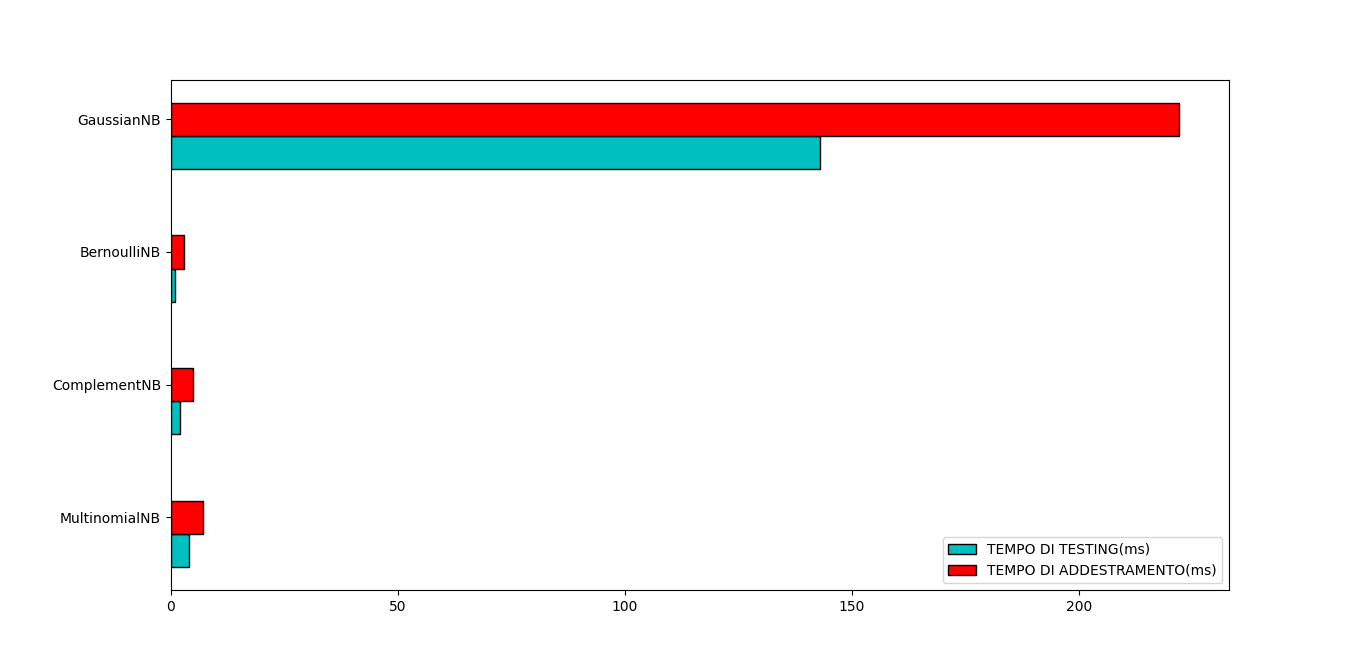 GaussianNB
BernoulliNB
ComplementNB
MultinomialNB
TEMPO DI TESTING(ms)
TEMPO DI ADDESTRAMENTO(ms)
0 50 100 150 200